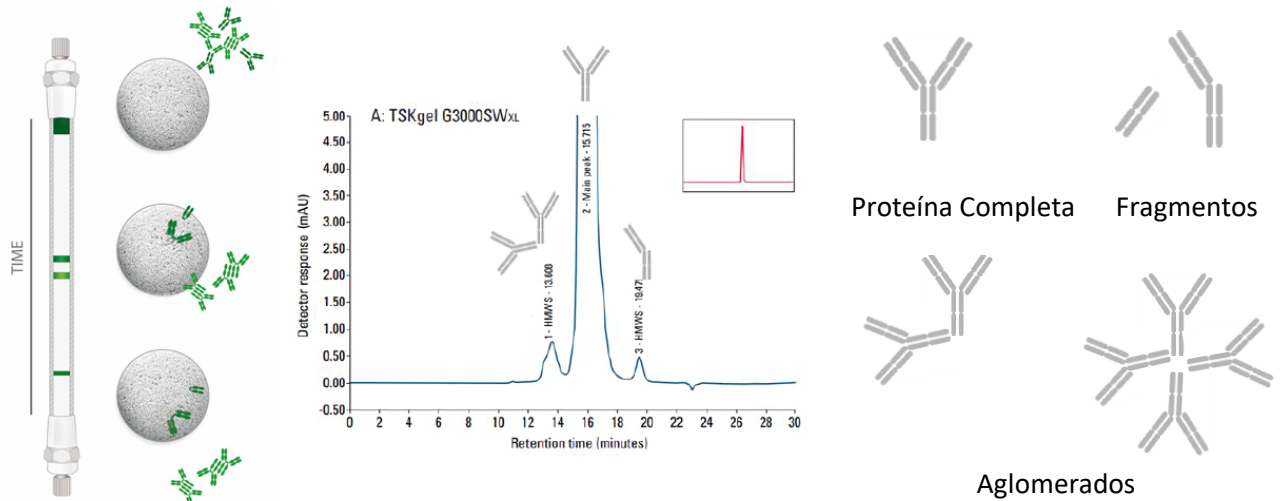 TIME
A: TSKgel G3000SWXL
Detector response (mAU)
5.00
4.50
4.00
3.50
3.00
2.50
2.00
1.50
1.00
0.50
0.00
-0.50
1 - HMWS - 13.608
2 - Main peak - 15.715
3 - HMWS - 19.47
0 2 4 6 8 10 12 14 16 18 20 22 24 26 28 30
Retention time (minutes)
Proteína Completa
Fragmentos
Aglomerados